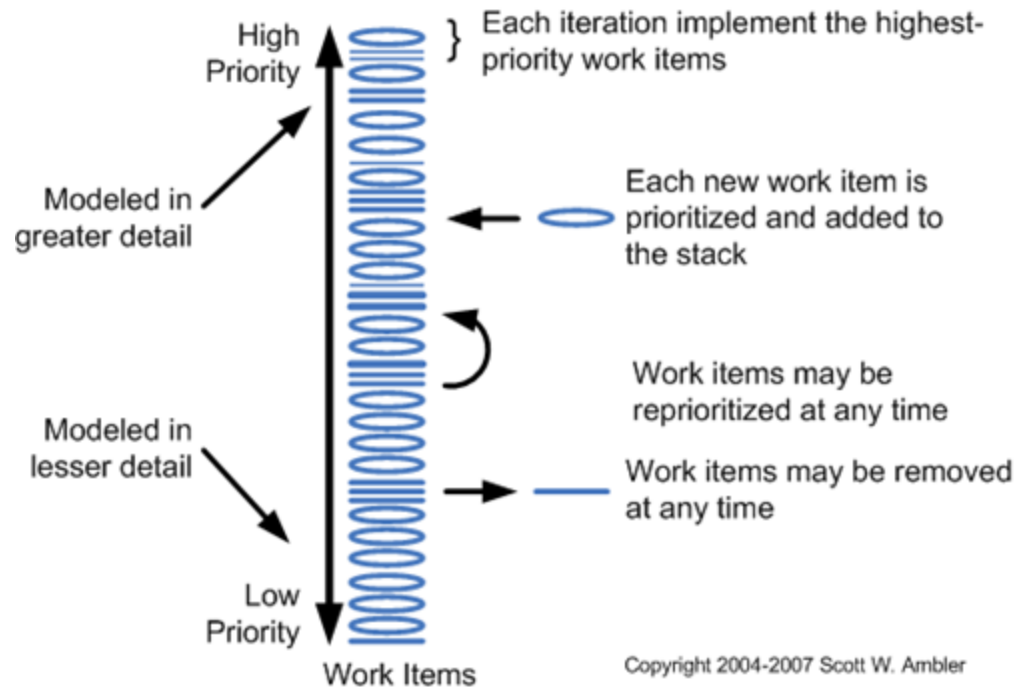 High
Priority
Each iteration implement the highest-
priority work items
Modeled in
greater detail
Each new work item is
prioritized and added to
the stack
Work items may be
reprioritized at any time
Modeled in
lesser detail
Work items may be removed
at any time
Low
Priority
Work Items
Copyright 2004-2007 Scott W. Ambler